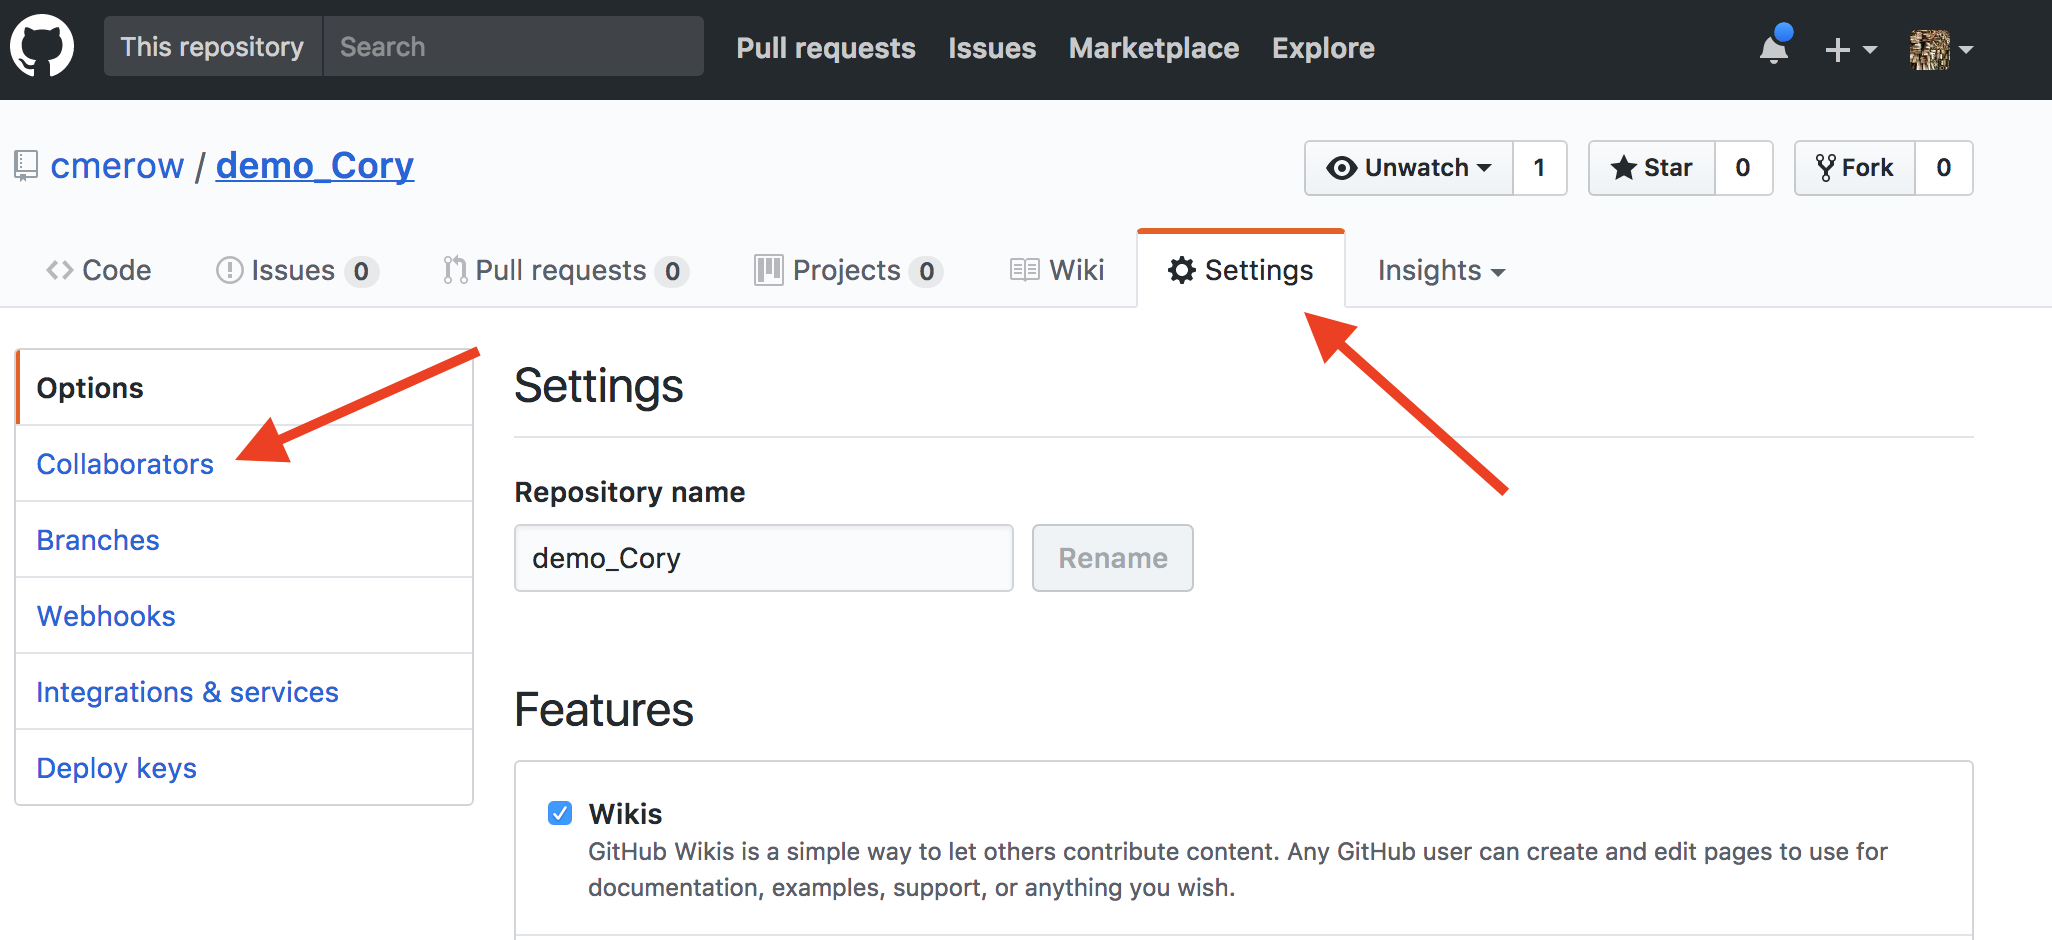 This repository Search Pull requests Issues Marketplace Explore
cmerow / demo_Cory Unwatch 1 Star 0 Fork 0
Code Issues 0 Pull requests 0 Projects 0 Wiki Settings Insights
Options
Collaborators
Branches
Webhooks
Integrations & services
Deploy keys
Settings
Repository name
demo_Cory Rename
Features
Wikis
GitHub Wikis is a simple way to let others contribute content. Any GitHub user can create and edit pages to use for
documentation, examples, support, or anything you wish.